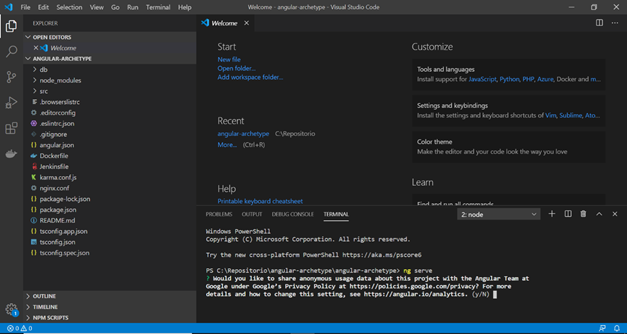 File Edit Selection View Go Run Terminal Help
Welcome - angular-archetype - Visual Studio Code
EXPLORER
OPEN EDITORS
Welcome
ANGULAR-ARCHETYPE
db
node_modules
src
.browserslistrc
.editorconfig
.eslintrc.json
.gitignore
angular.json
Dockerfile
Jenkinsfile
karma.conf.js
nginx.conf
package-lock.json
package.json
README.md
tsconfig.app.json
tsconfig.json
tsconfig.spec.json
OUTLINE
TIMELINE
NPM SCRIPTS
Welcome
Start
New file
Open folder...
Add workspace folder...
Recent
angular-archetype C:\Repositorio
More... (Ctrl+R)
Help
Printable keyboard cheatsheet
Customize
Tools and languages
Install support for JavaScript, Python, PHP, Azure, Docker and m...
Settings and keybindings
Install the settings and keyboard shortcuts of Vim, Sublime, Ato...
Color theme
Make the editor and your code look the way you love
Learn
Find and run all commands
PROBLEMS OUTPUT DEBUG CONSOLE TERMINAL
2: node
Windows PowerShell
Copyright (C) Microsoft Corporation. All rights reserved.
Try the new cross-platform PowerShell https://aka.ms/pscore6
PS C:\Repositorio\angular-archetype\angular-archetype> ng serve
? Would you like to share anonymous usage data about this project with the Angular Team at
Google under Google's Privacy Policy at https://policies.google.com/privacy? For more
details and how to change this setting, see https://angular.io/analytics. (y/N)
1
0 0